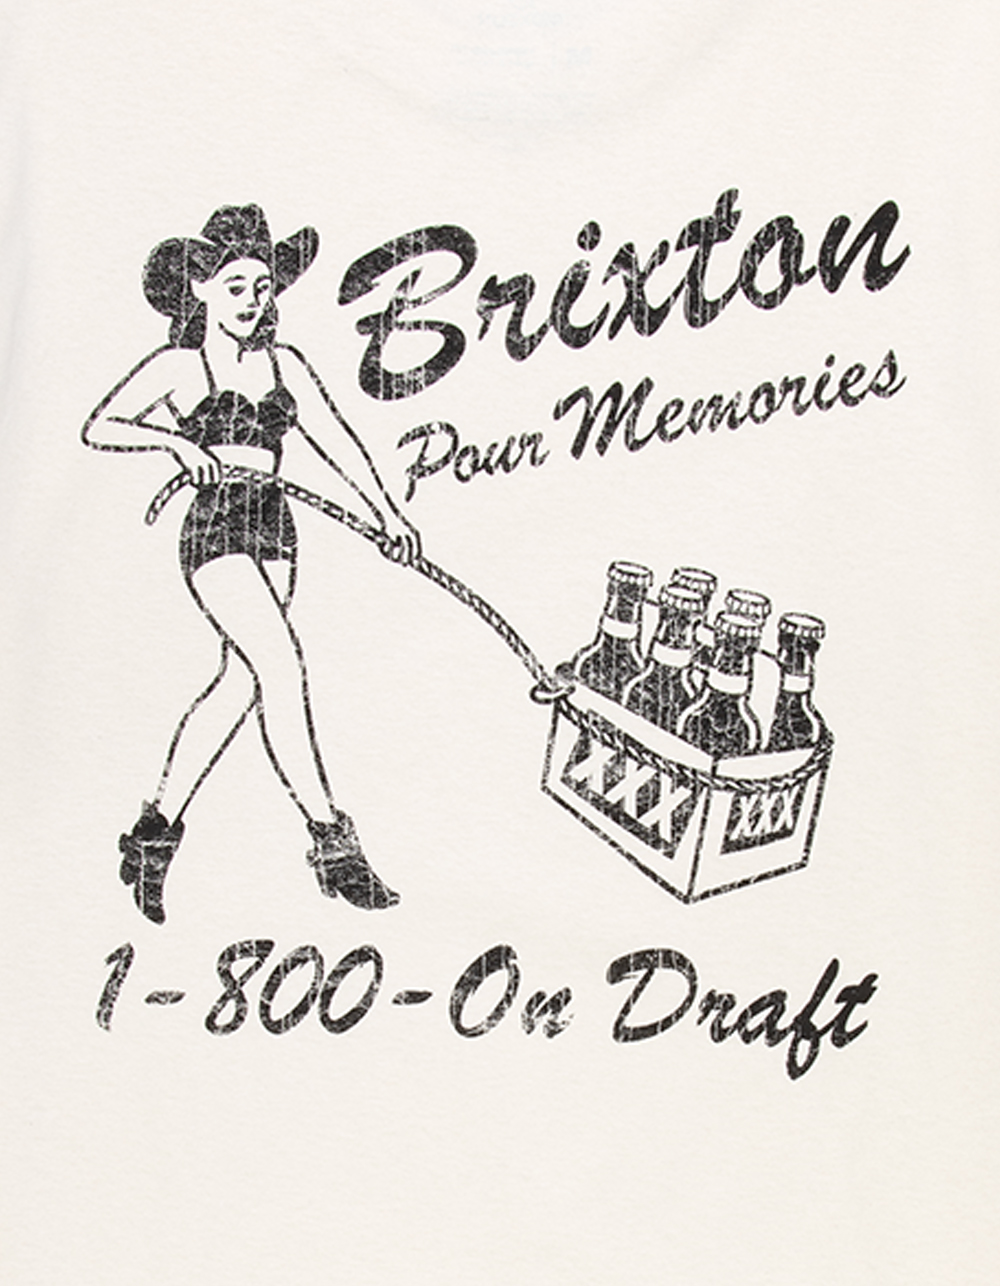 Brixton
Pour Memories
XXX
XXX
1-800-On Draft